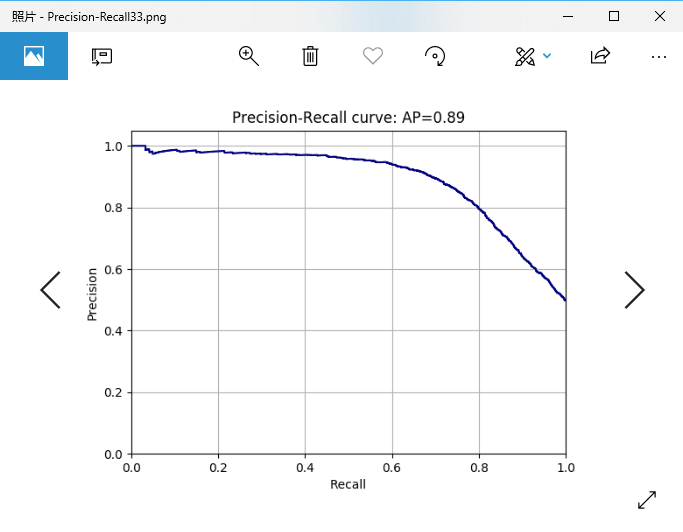 照片 - Precision-Recall33.png
Precision-Recall curve: AP=0.89
1.0
0.8
0.6
0.4
0.2
0.0
Precision
0.0 0.2 0.4 0.6 0.8 1.0
Recall